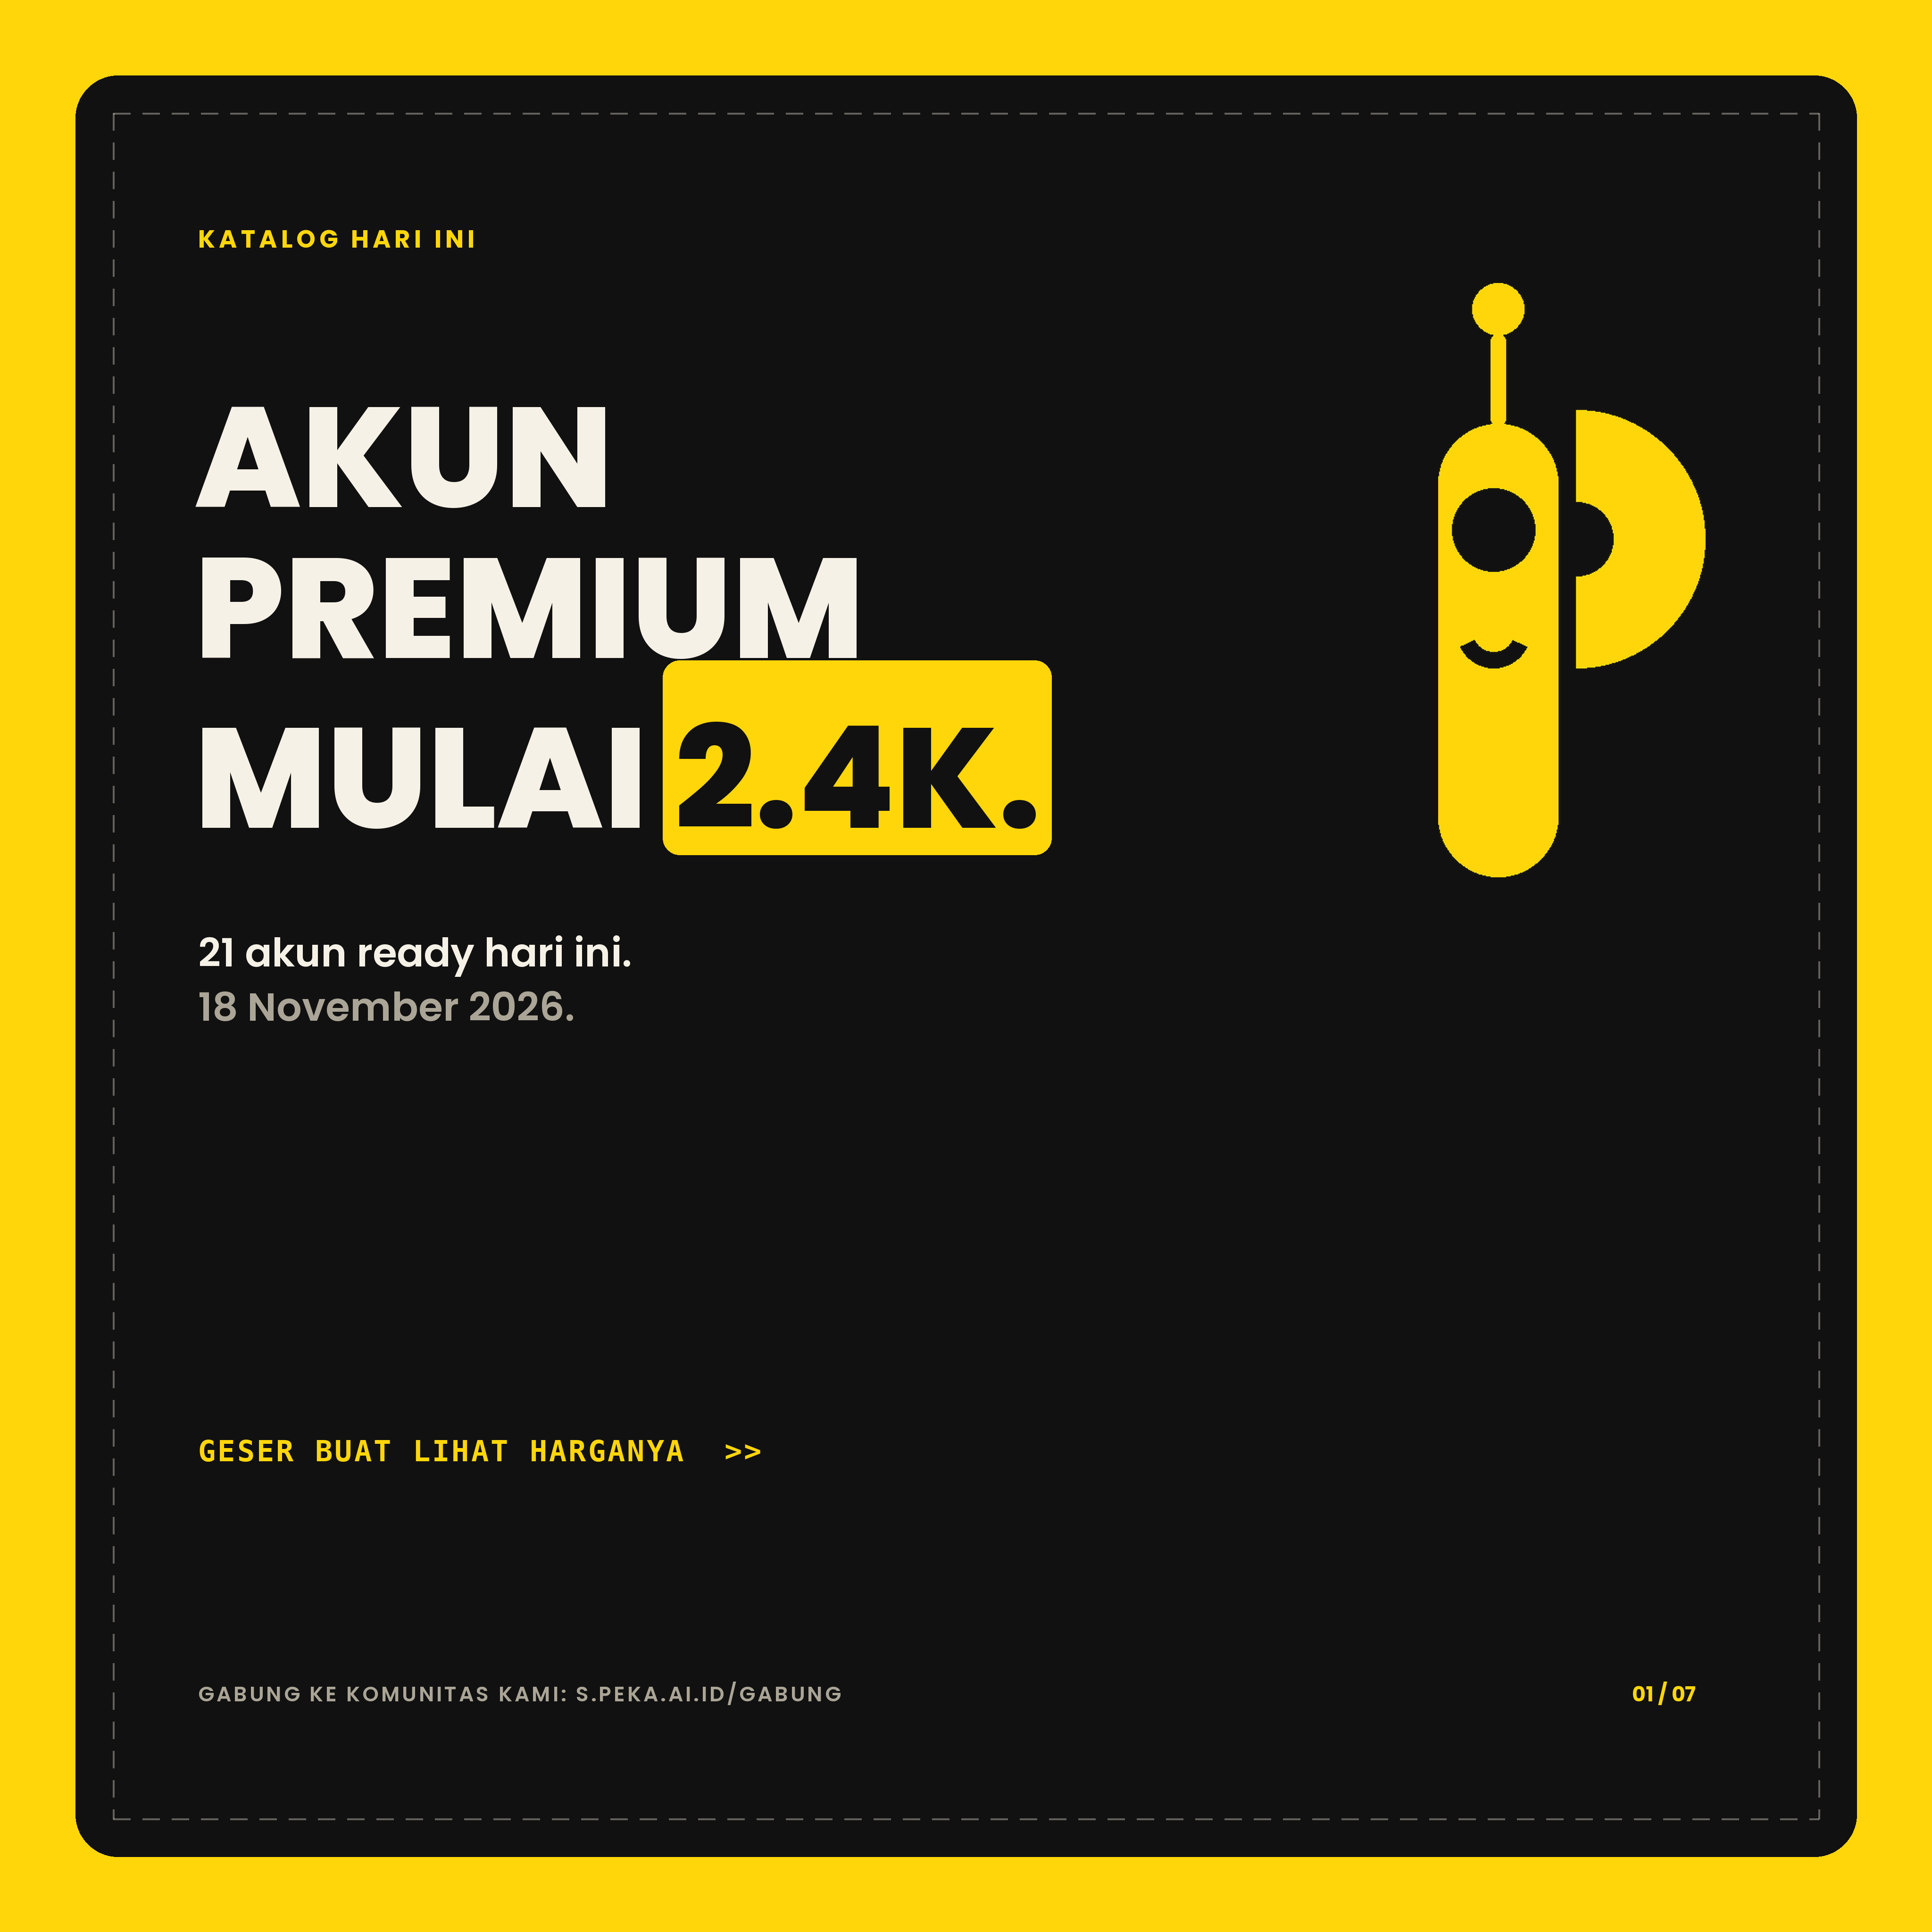 KATALOG HARI INI
AKUN
PREMIUM
MULAI 2.4K.
21 akun ready hari ini.
18 November 2026.
GESER BUAT LIHAT HARGANYA >>
GABUNG KE KOMUNITAS KAMI: S.PEKA.AI.ID/GABUNG
01 / 07